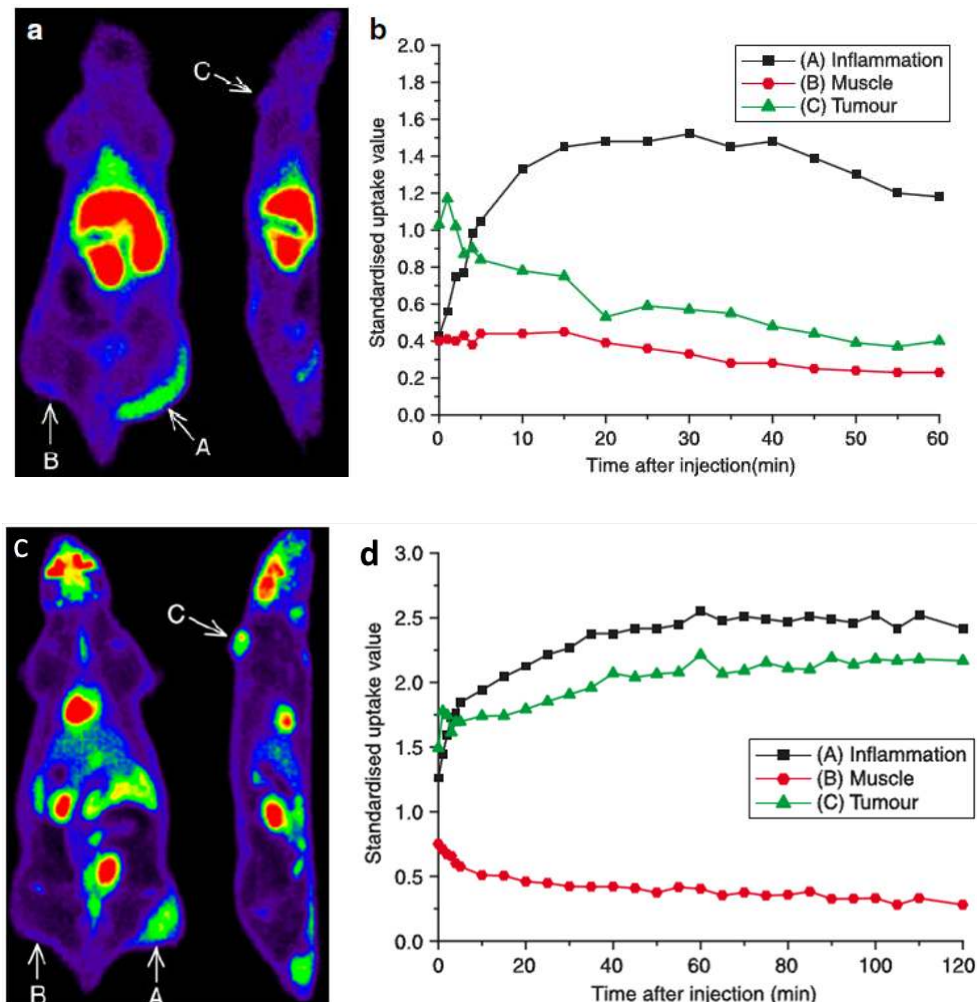 a
C
B
A
b
Standardised uptake value
2.0
1.8
1.6
1.4
1.2
1.0
0.8
0.6
0.4
0.2
0.0
(A) Inflammation
(B) Muscle
(C) Tumour
0 10 20 30 40 50 60
Time after injection(min)
c
C
B
A
d
Standardised uptake value
3.0
2.5
2.0
1.5
1.0
0.5
0.0
(A) Inflammation
(B) Muscle
(C) Tumour
0 20 40 60 80 100 120
Time after injection (min)